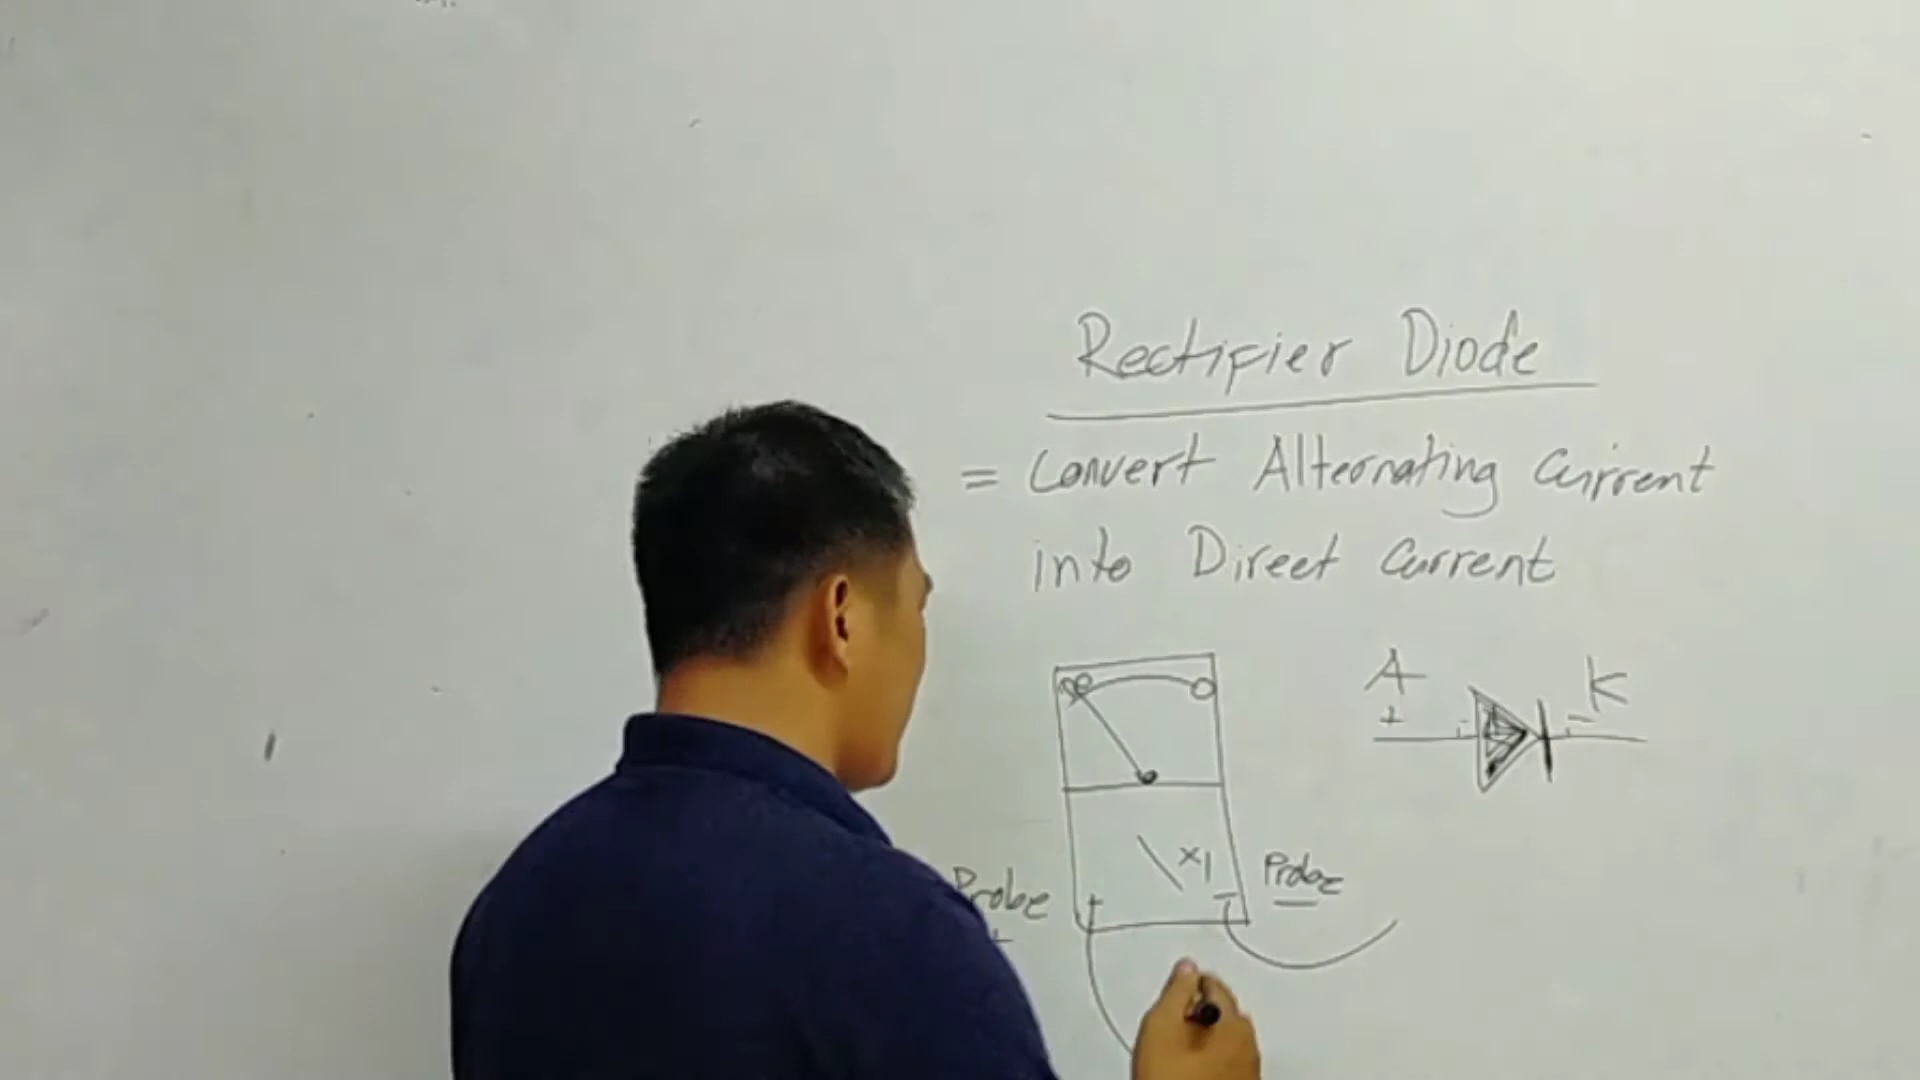 Rectifier Diode
= Convert Alternating Current
into Direct Current
A K
+ -
x1
Probe + - Probe
+ -